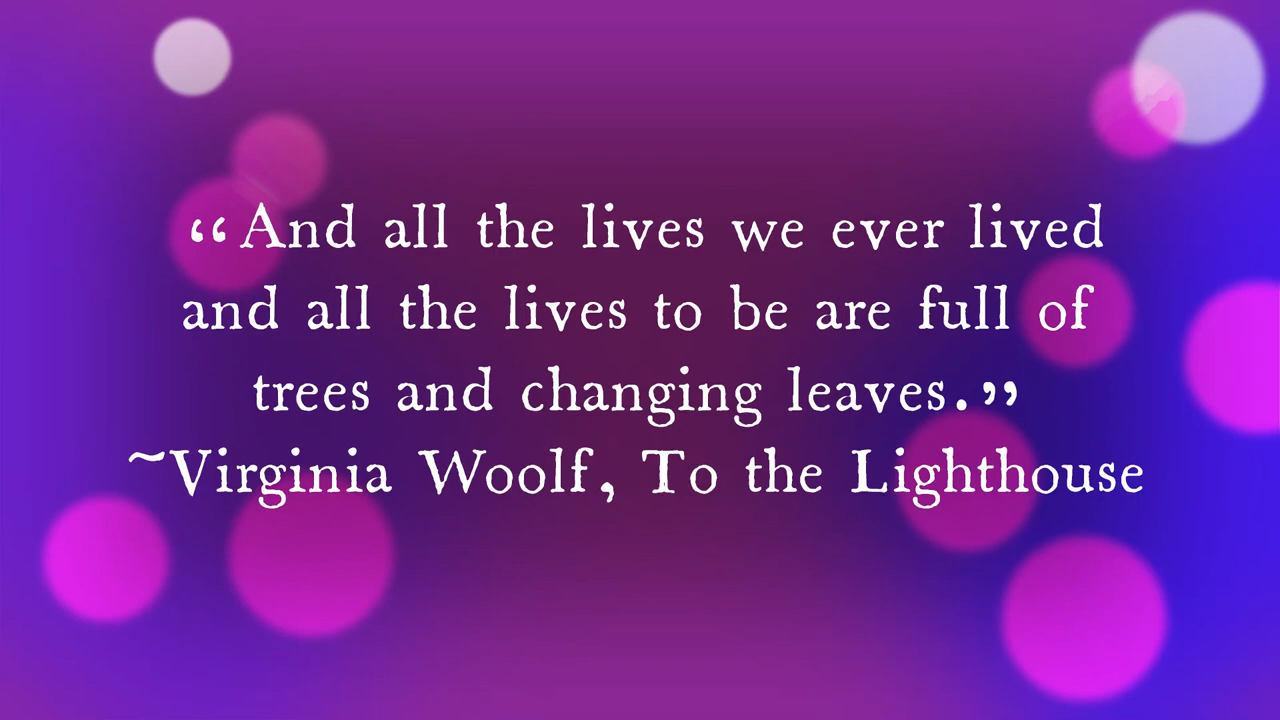 “And all the lives we ever lived
and all the lives to be are full of
trees and changing leaves.”
~Virginia Woolf, To the Lighthouse